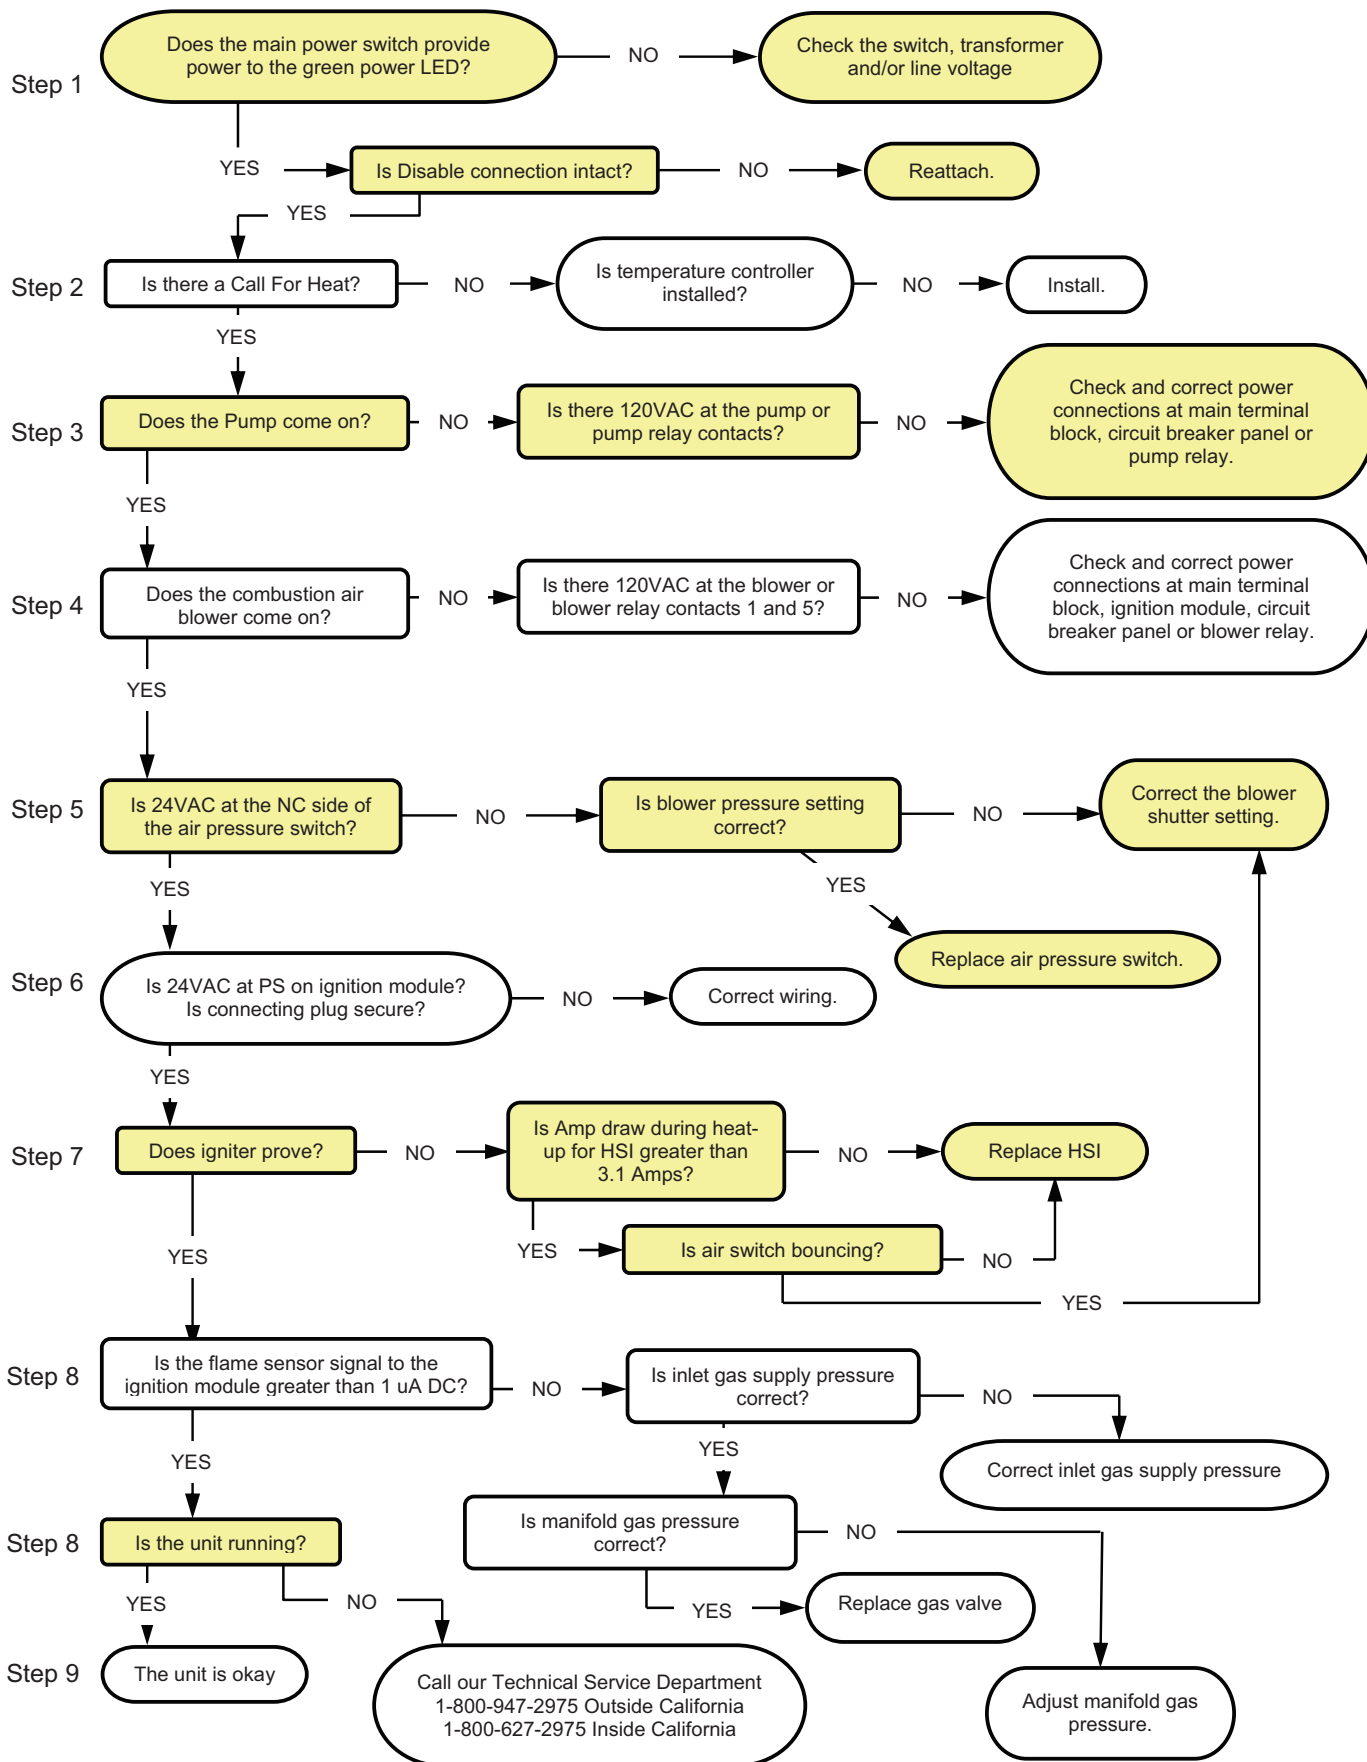 Step 1
Does the main power switch provide
power to the green power LED?
NO
Check the switch, transformer
and/or line voltage
YES
Is Disable connection intact?
NO
Reattach.
YES
Step 2
Is there a Call For Heat?
NO
Is temperature controller
installed?
NO
Install.
YES
Step 3
Does the Pump come on?
NO
Is there 120VAC at the pump or
pump relay contacts?
NO
Check and correct power
connections at main terminal
block, circuit breaker panel or
pump relay.
YES
Step 4
Does the combustion air
blower come on?
NO
Is there 120VAC at the blower or
blower relay contacts 1 and 5?
NO
Check and correct power
connections at main terminal
block, ignition module, circuit
breaker panel or blower relay.
YES
Step 5
Is 24VAC at the NC side of
the air pressure switch?
NO
Is blower pressure setting
correct?
NO
Correct the blower
shutter setting.
YES
YES
Replace air pressure switch.
Step 6
Is 24VAC at PS on ignition module?
Is connecting plug secure?
NO
Correct wiring.
YES
Step 7
Does igniter prove?
NO
Is Amp draw during heat-
up for HSI greater than
3.1 Amps?
NO
Replace HSI
YES
YES
Is air switch bouncing?
NO
YES
Step 8
Is the flame sensor signal to the
ignition module greater than 1 uA DC?
NO
Is inlet gas supply pressure
correct?
NO
YES
YES
Correct inlet gas supply pressure
Step 8
Is the unit running?
Is manifold gas pressure
correct?
NO
YES
NO
YES
Replace gas valve
Step 9
The unit is okay
Call our Technical Service Department
1-800-947-2975 Outside California
1-800-627-2975 Inside California
Adjust manifold gas
pressure.